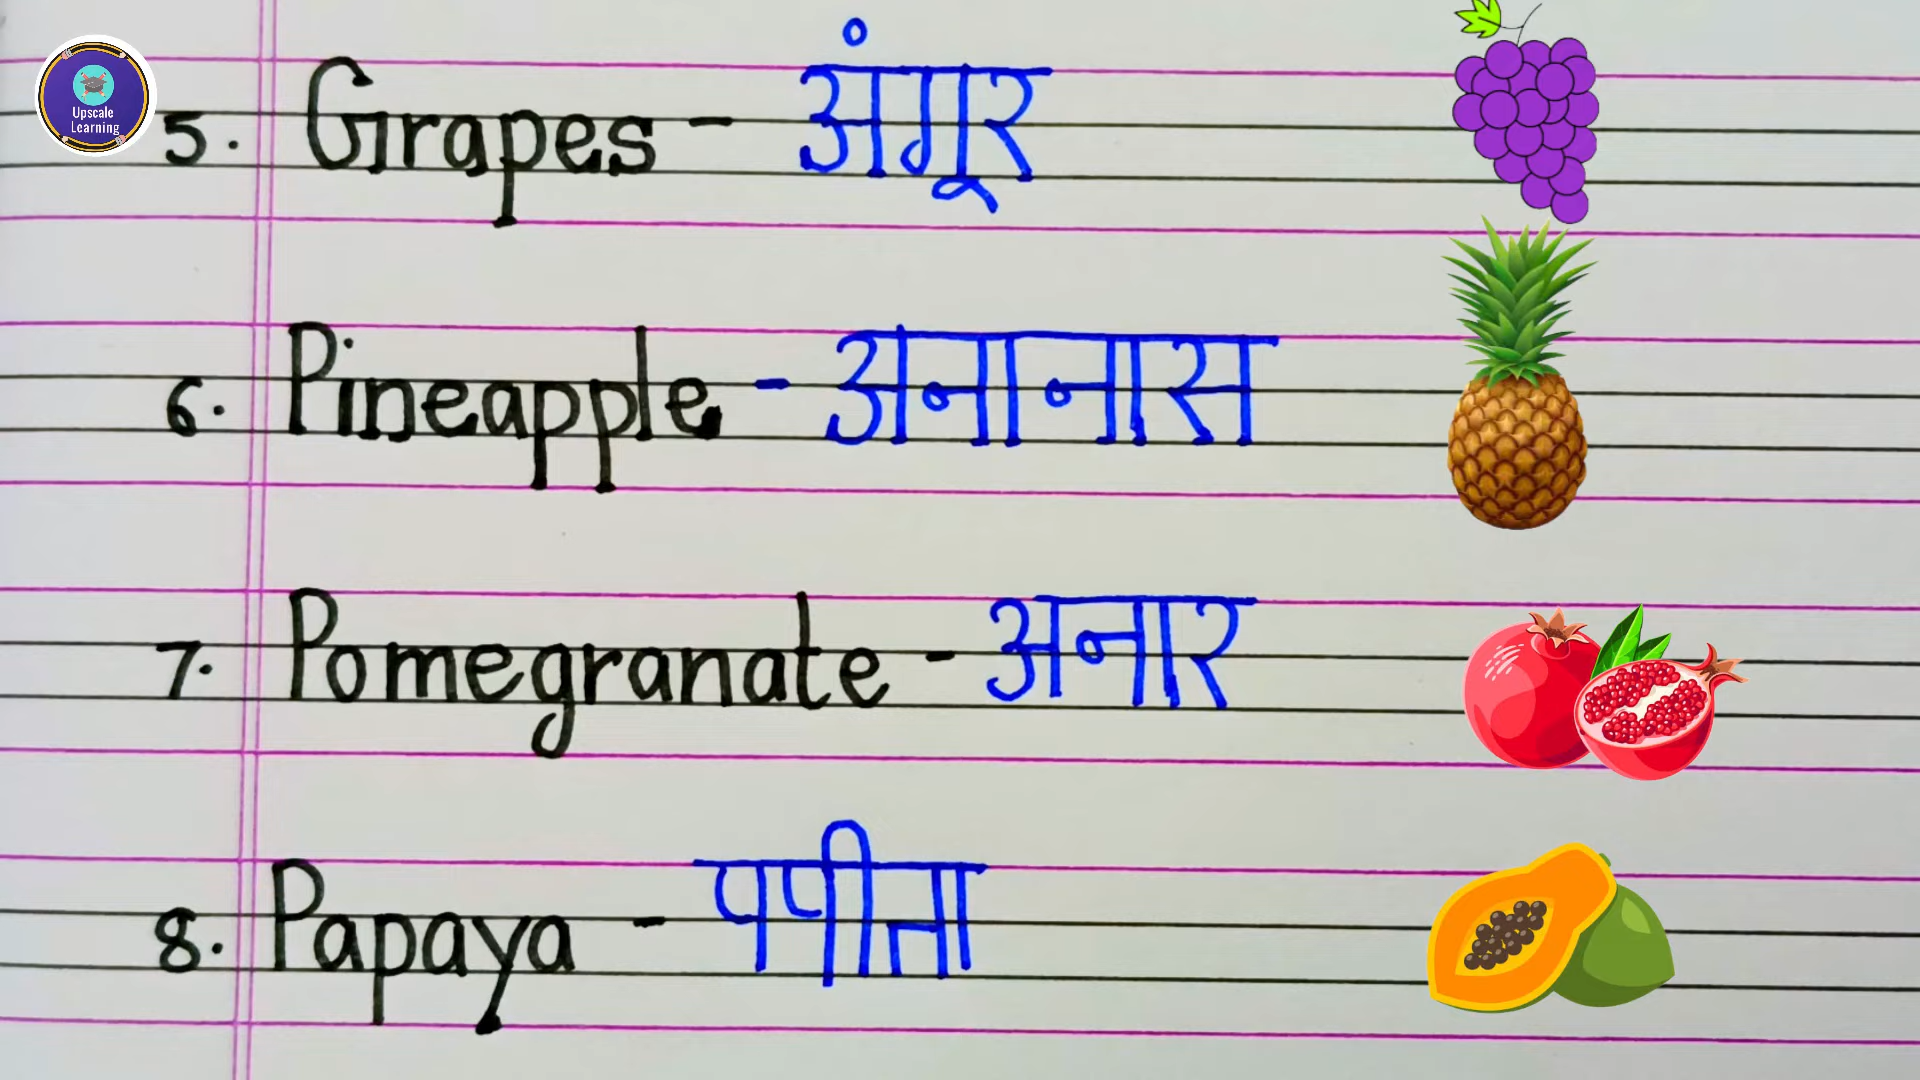 Upscale
Learning
5. Grapes - अंगूर
6. Pineapple - अनानास
7. Pomegranate - अनार
8. Papaya - पपीता